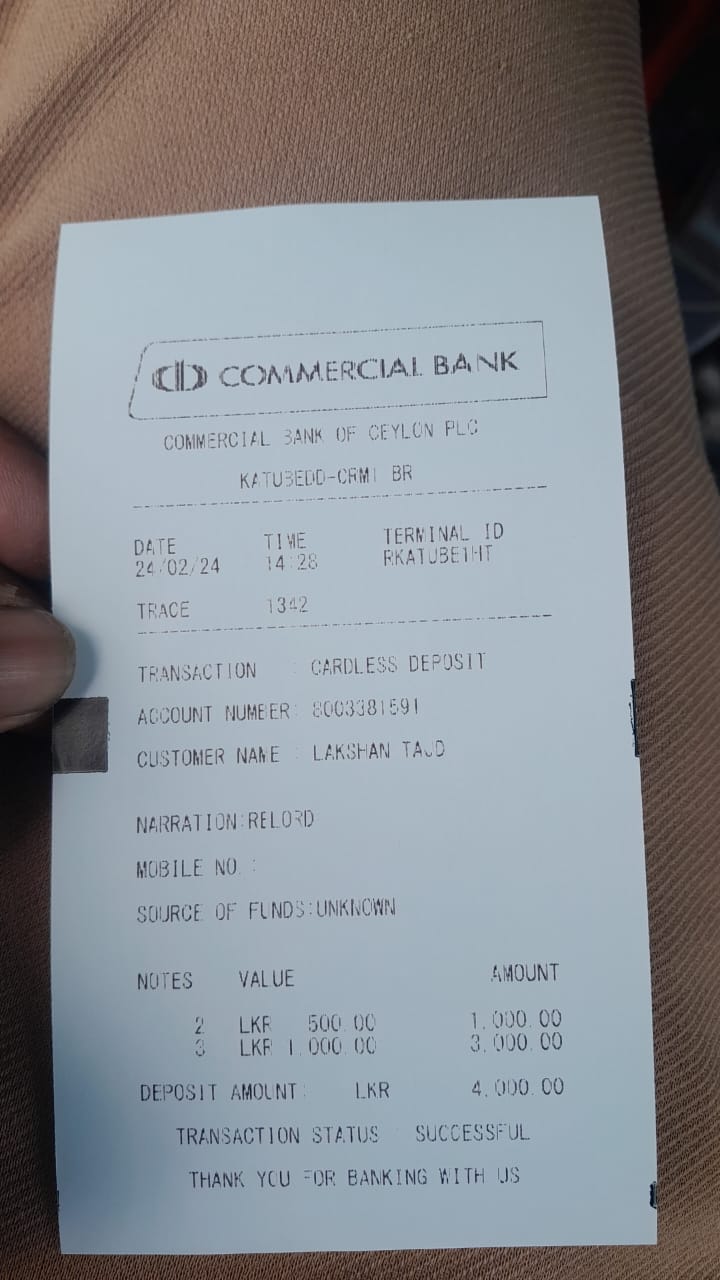 COMMERCIAL BANK
COMMERCIAL BANK OF CEYLON PLC
KATUBEDD-CRM1 BR
DATE TIME TERMINAL ID
24/02/24 14:28 RKATUBE1HT
TRACE 1342
TRANSACTION : CARDLESS DEPOSIT
ACCOUNT NUMBER: 8003381591
CUSTOMER NAME : LAKSHAN TAJD
NARRATION:RELORD
MOBILE NO. :
SOURCE OF FUNDS:UNKNOWN
NOTES VALUE AMOUNT
2 LKR 500.00 1,000.00
3 LKR 1,000.00 3,000.00
DEPOSIT AMOUNT: LKR 4,000.00
TRANSACTION STATUS : SUCCESSFUL
THANK YOU FOR BANKING WITH US